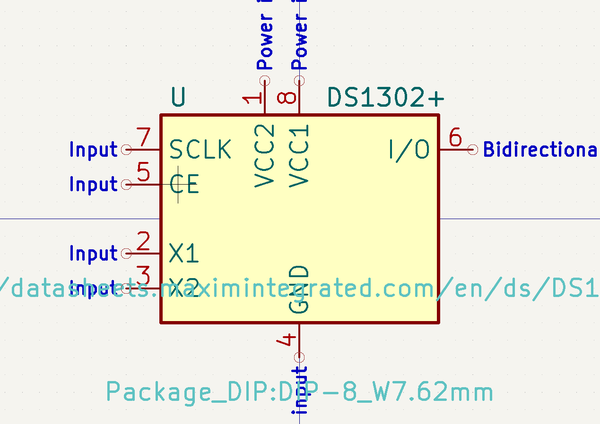 Power i
Power i
1
8
U
DS1302+
VCC2
VCC1
Input
7
SCLK
I/O
6
Bidirectiona
Input
5
CE
Input
2
X1
Input
3
X2
GND
/datasheets.maximintegrated.com/en/ds/DS1
4
Package_DIP:DIP-8_W7.62mm
input